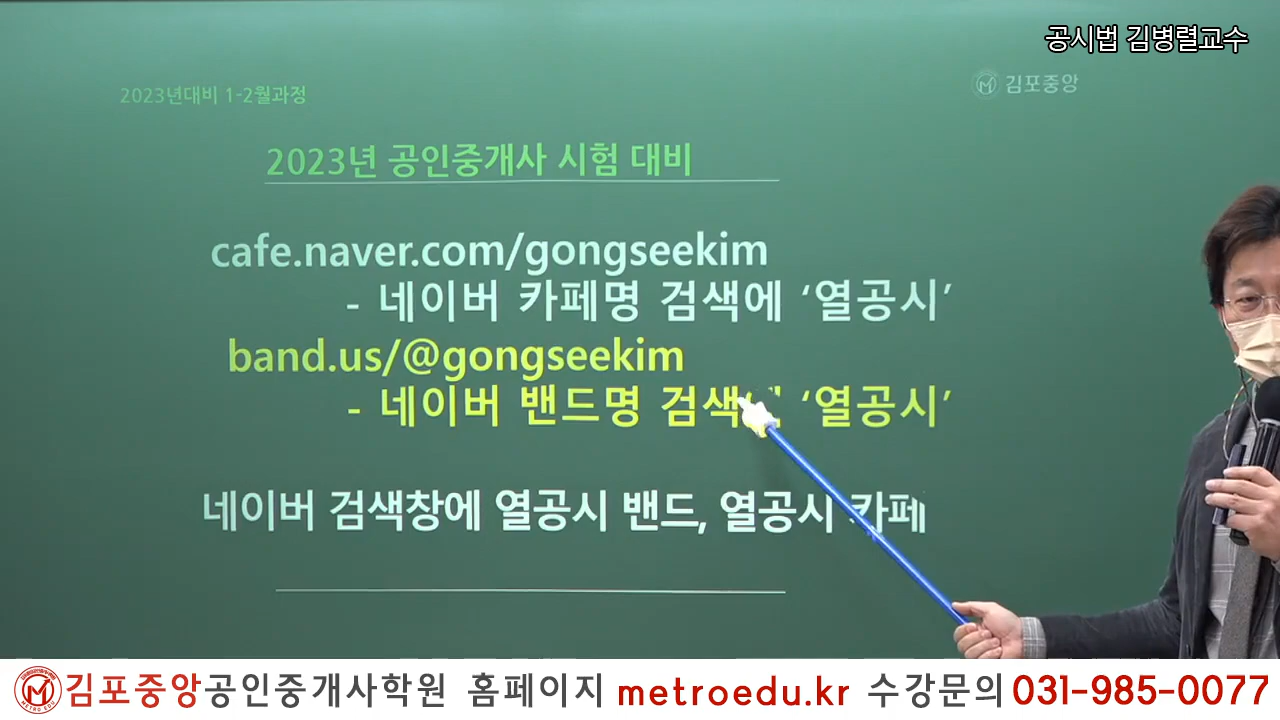 공시법 김병렬교수
2023년대비 1-2월과정
김포중앙
2023년 공인중개사 시험 대비
cafe.naver.com/gongseekim
- 네이버 카페명 검색에 ‘열공시’
band.us/@gongseekim
- 네이버 밴드명 검색에 ‘열공시’
네이버 검색창에 열공시 밴드, 열공시 카페
김포중앙공인중개사학원 홈페이지 metroedu.kr 수강문의 031-985-0077